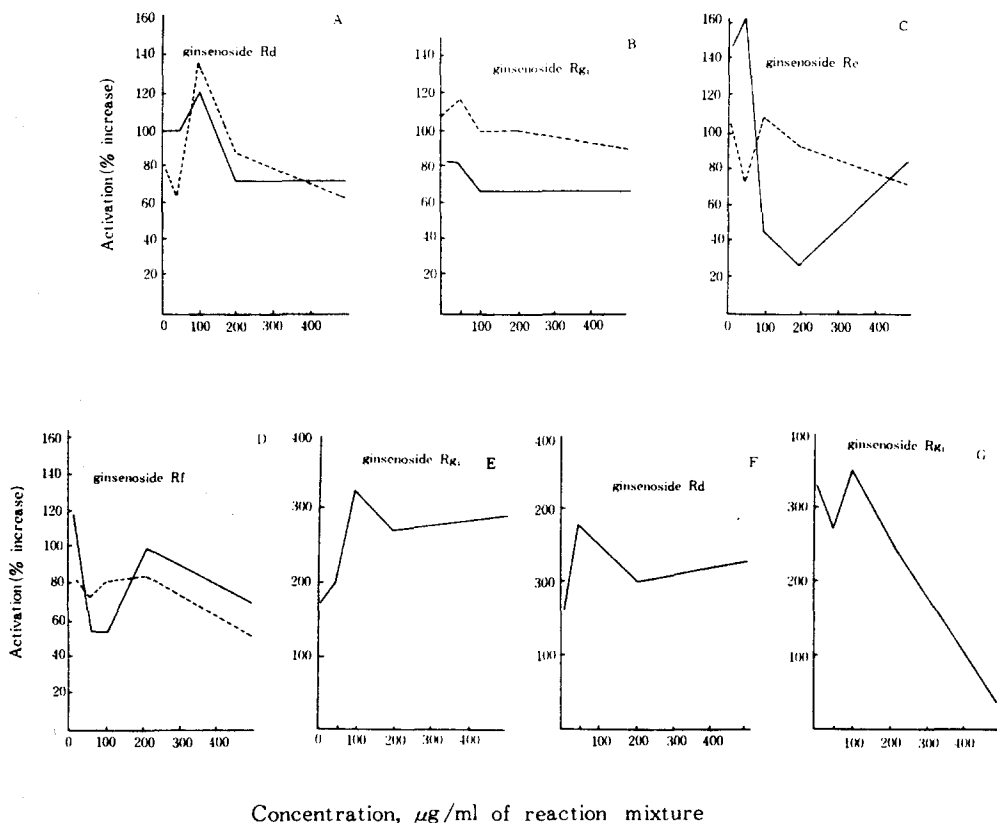 A
ginsenoside Rd
160
140
120
100
80
60
40
20
0 100 200 300 400
B
ginsenoside Rg₁
140
120
100
80
60
40
20
0 100 200 300 400
C
ginsenoside Re
160
140
120
100
80
60
40
20
0 100 200 400
Activation (% increase)
D
ginsenoside Rf
160
140
120
100
80
60
40
20
0 100 200 300 400
E
ginsenoside Rg₁
400
300
200
100
0 100 200 300 400
F
ginsenoside Rd
400
200
300
100
100 200 300 400
G
ginsenoside Rg₁
400
300
200
100
100 200 300 400
Activation (% increase)
Concentration, μg/ml of reaction mixture